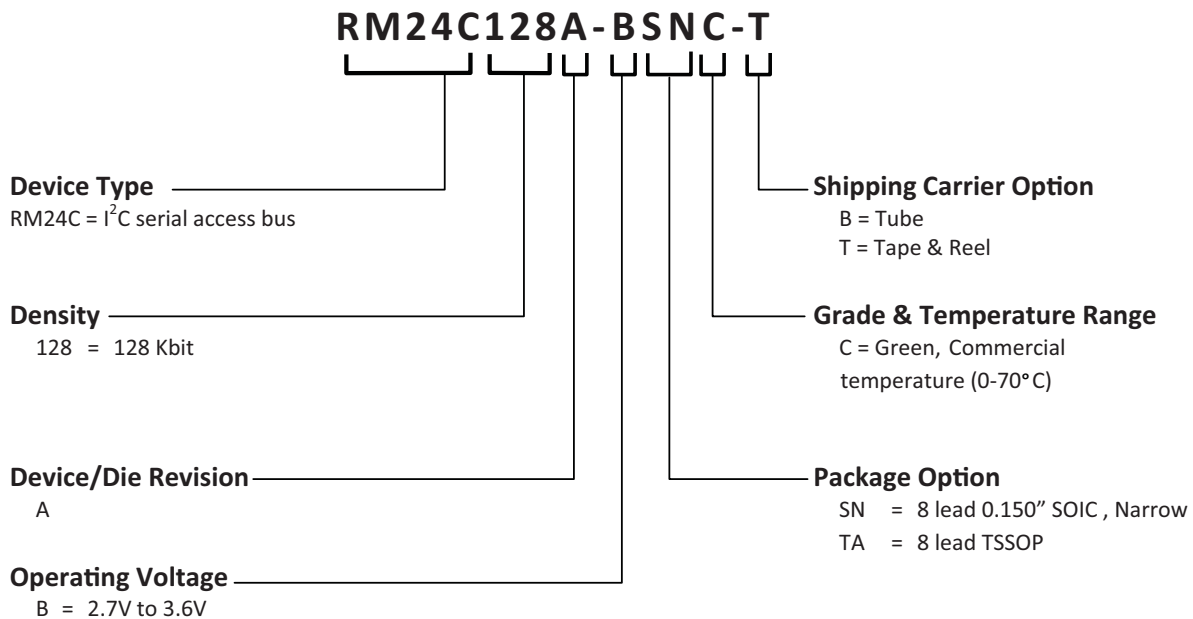 RM24C128A-BSNC-T
Device Type
RM24C = I²C serial access bus
Density
128 = 128 Kbit
Device/Die Revision
A
Operating Voltage
B = 2.7V to 3.6V
Shipping Carrier Option
B = Tube
T = Tape & Reel
Grade & Temperature Range
C = Green, Commercial
temperature (0-70°C)
Package Option
SN = 8 lead 0.150” SOIC , Narrow
TA = 8 lead TSSOP